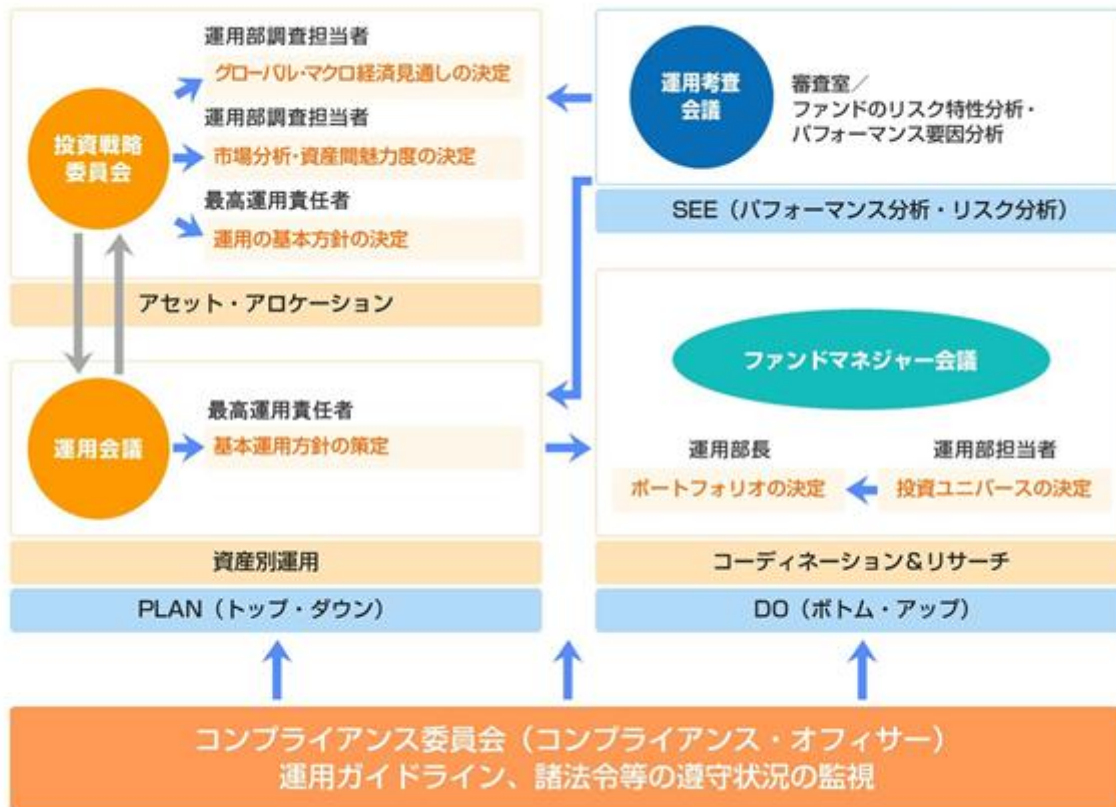 運用部調査担当者
グローバル・マクロ経済見通しの決定
投資戦略
委員会
運用部調査担当者
市場分析・資産間魅力度の決定
最高運用責任者
運用の基本方針の決定
アセット・アロケーション
運用考査
会議
審査室／
ファンドのリスク特性分析・
パフォーマンス要因分析
SEE（パフォーマンス分析・リスク分析）
運用会議
最高運用責任者
基本運用方針の策定
資産別運用
PLAN（トップ・ダウン）
ファンドマネジャー会議
運用部長
ポートフォリオの決定
運用部担当者
投資ユニバースの決定
コーディネーション＆リサーチ
DO（ボトム・アップ）
コンプライアンス委員会（コンプライアンス・オフィサー）
運用ガイドライン、諸法令等の遵守状況の監視